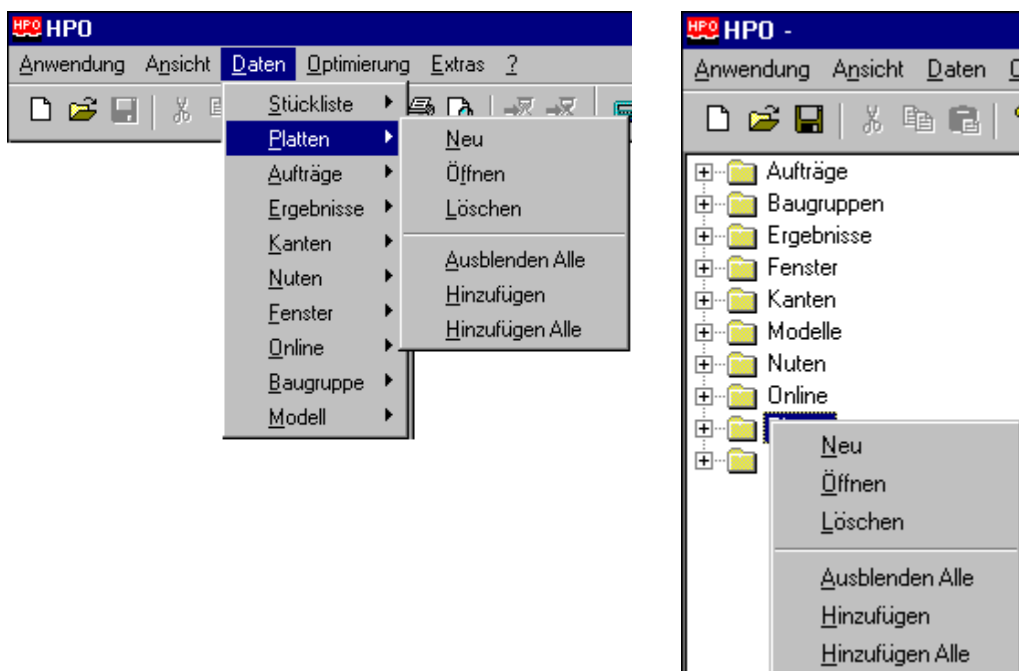 HPO HPO
Anwendung Ansicht Daten Optimierung Extras ?
Stückliste
Platten
Aufträge
Ergebnisse
Kanten
Nuten
Fenster
Online
Baugruppe
Modell
Neu
Öffnen
Löschen
Ausblenden Alle
Hinzufügen
Hinzufügen Alle
HPO HPO -
Anwendung Ansicht Daten
Aufträge
Baugruppen
Ergebnisse
Fenster
Kanten
Modelle
Nuten
Online
Neu
Öffnen
Löschen
Ausblenden Alle
Hinzufügen
Hinzufügen Alle